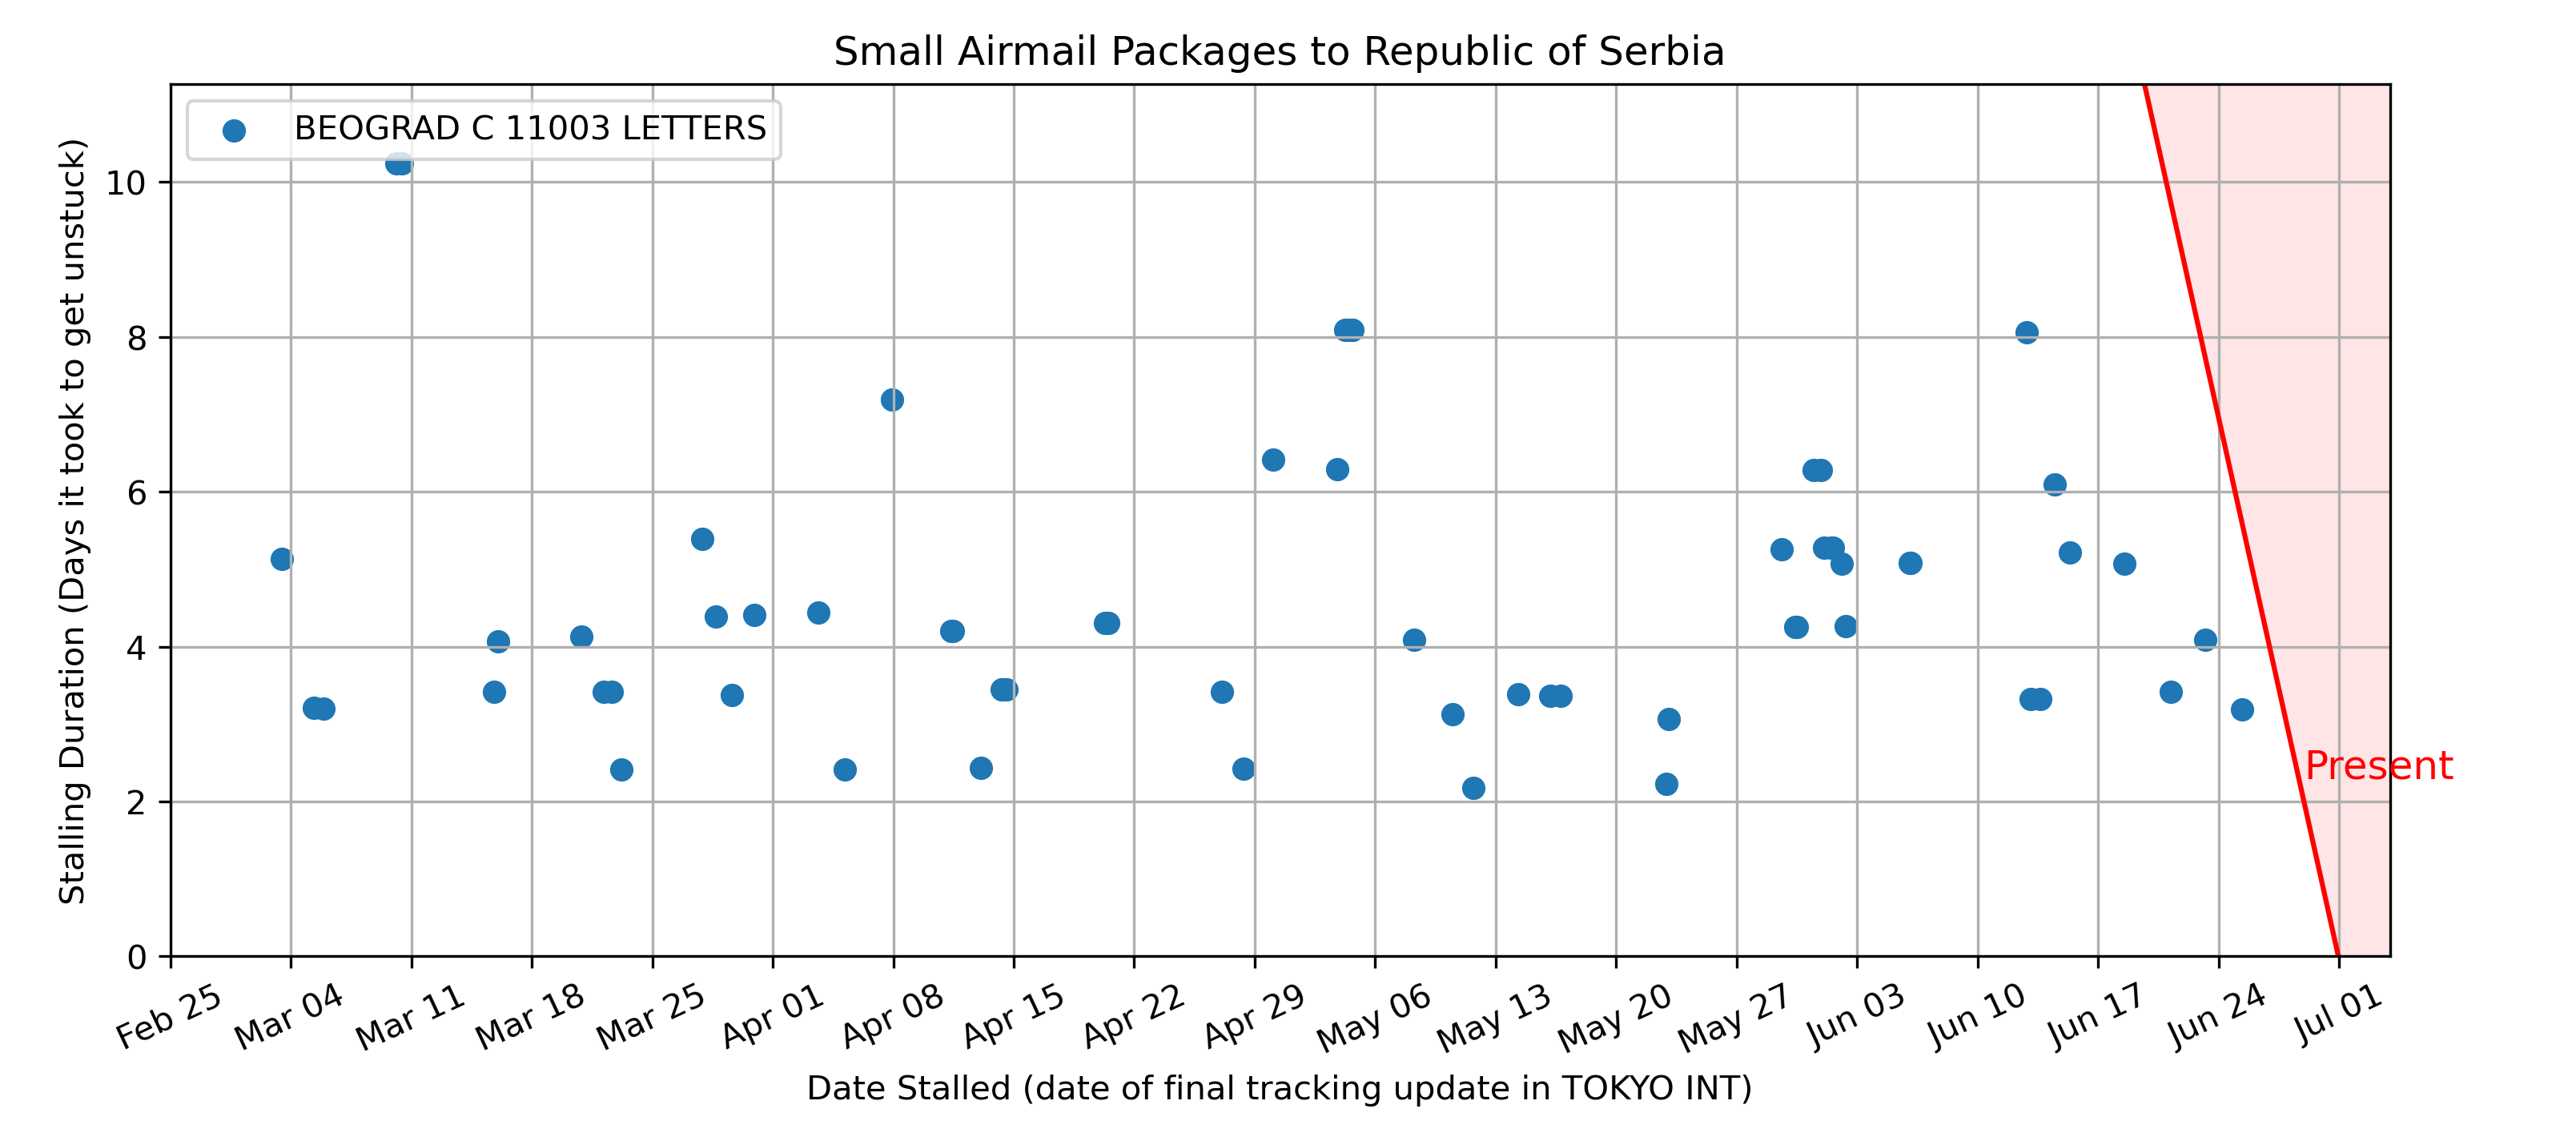 Small Airmail Packages to Republic of Serbia
BEOGRAD C 11003 LETTERS
Stalling Duration (Days it took to get unstuck)
10
8
6
4
2
0
Present
Feb 25
Mar 04
Mar 11
Mar 18
Mar 25
Apr 01
Apr 08
Apr 15
Apr 22
Apr 29
May 06
May 13
May 20
May 27
Jun 03
Jun 10
Jun 17
Jun 24
Jul 01
Date Stalled (date of final tracking update in TOKYO INT)